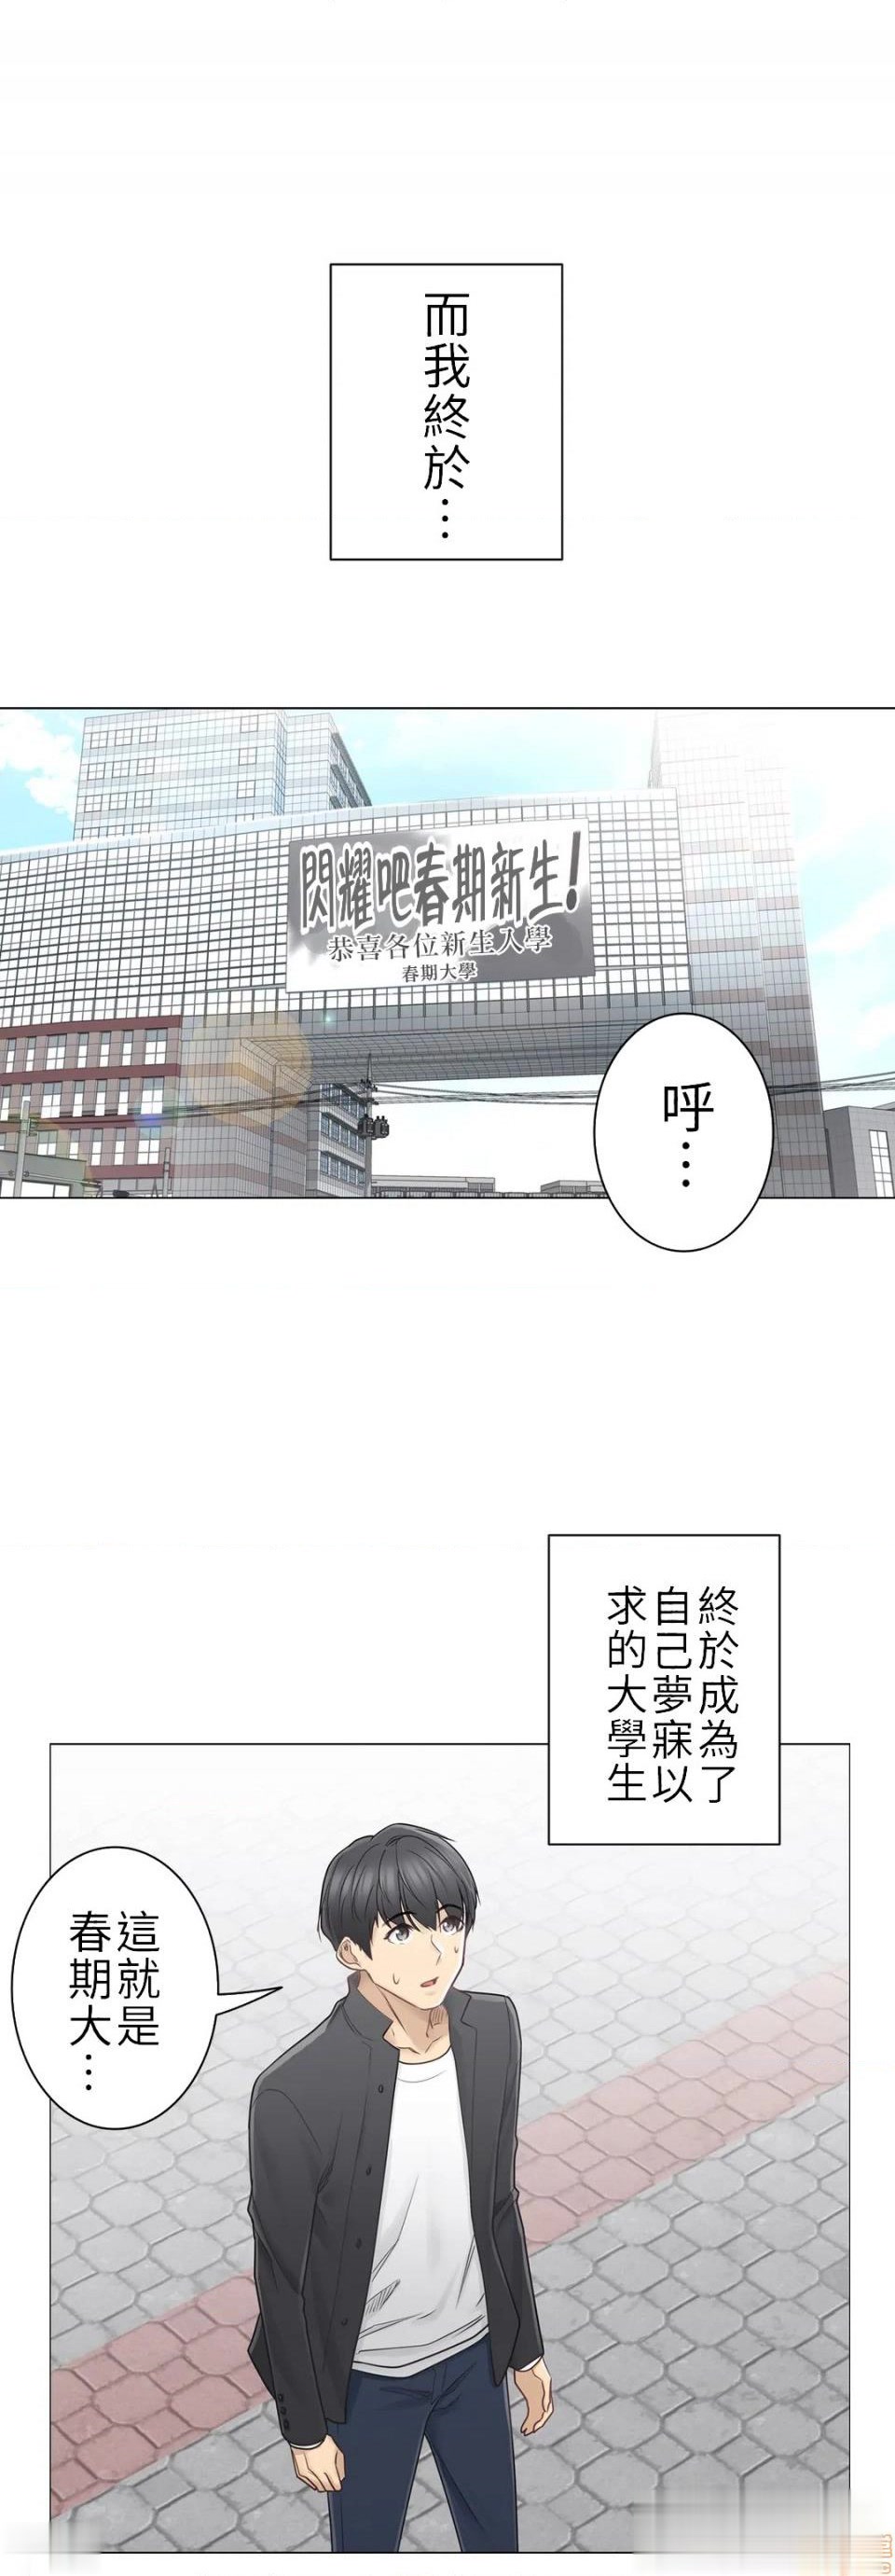 而我終於…
閃耀吧春期新生!
恭喜各位新生入學
春期大學
呼…
終於成為了
自己夢寐以
求的大學生
這就是
春期大…